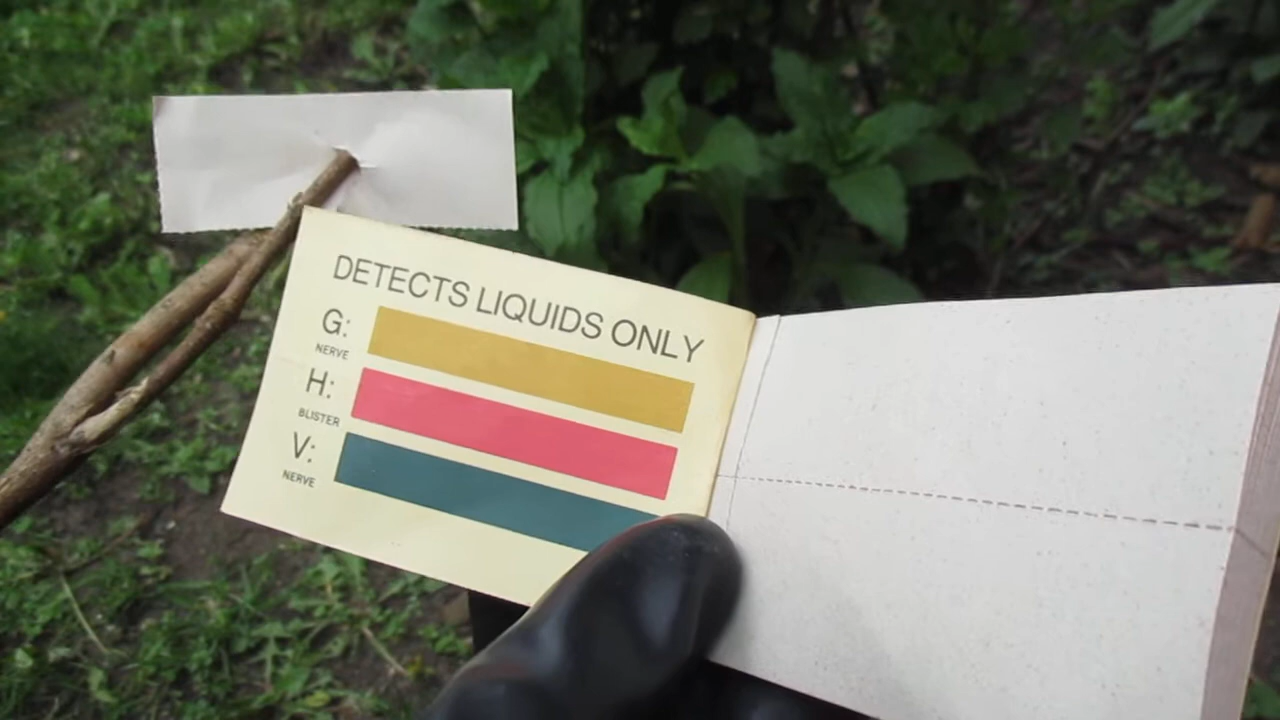 DETECTS LIQUIDS ONLY
G:
NERVE
H:
BLISTER
V:
NERVE